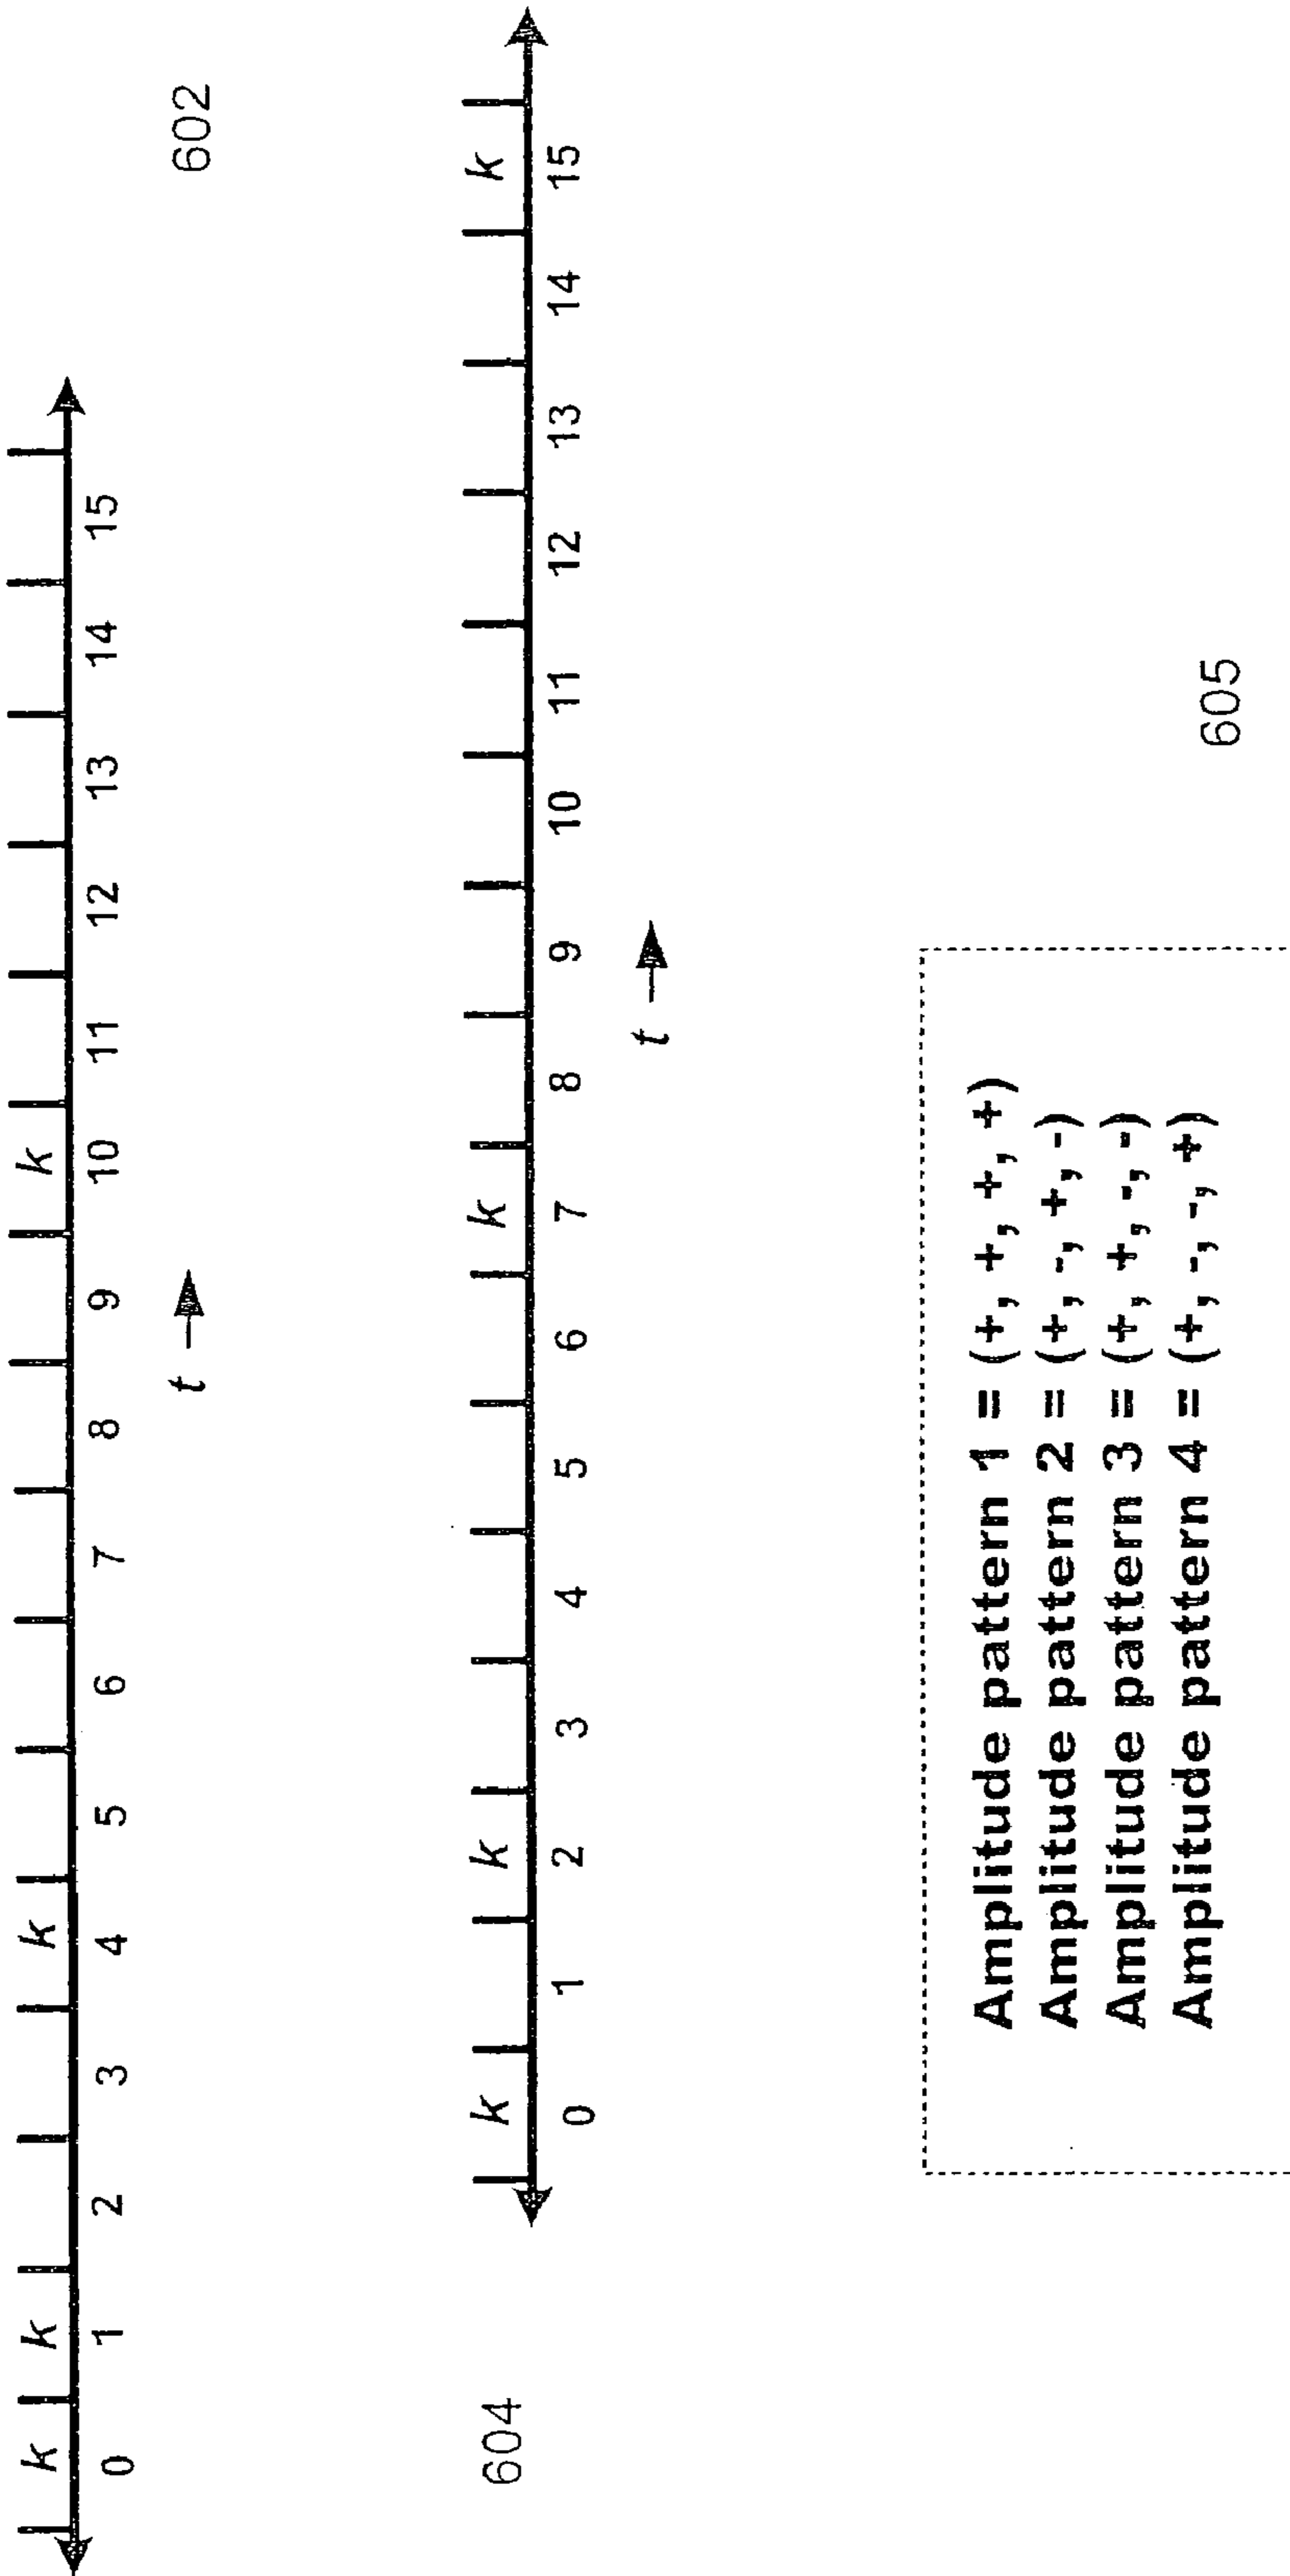 k k k k
0 1 2 3 4 5 6 7 8 9 10 11 12 13 14 15
t
602
604
k k k k
0 1 2 3 4 5 6 7 8 9 10 11 12 13 14 15
t
Amplitude pattern 1 = (+, +, +, +)
Amplitude pattern 2 = (+, -, +, -)
Amplitude pattern 3 = (+, +, -, -)
Amplitude pattern 4 = (+, -, -, +)
605